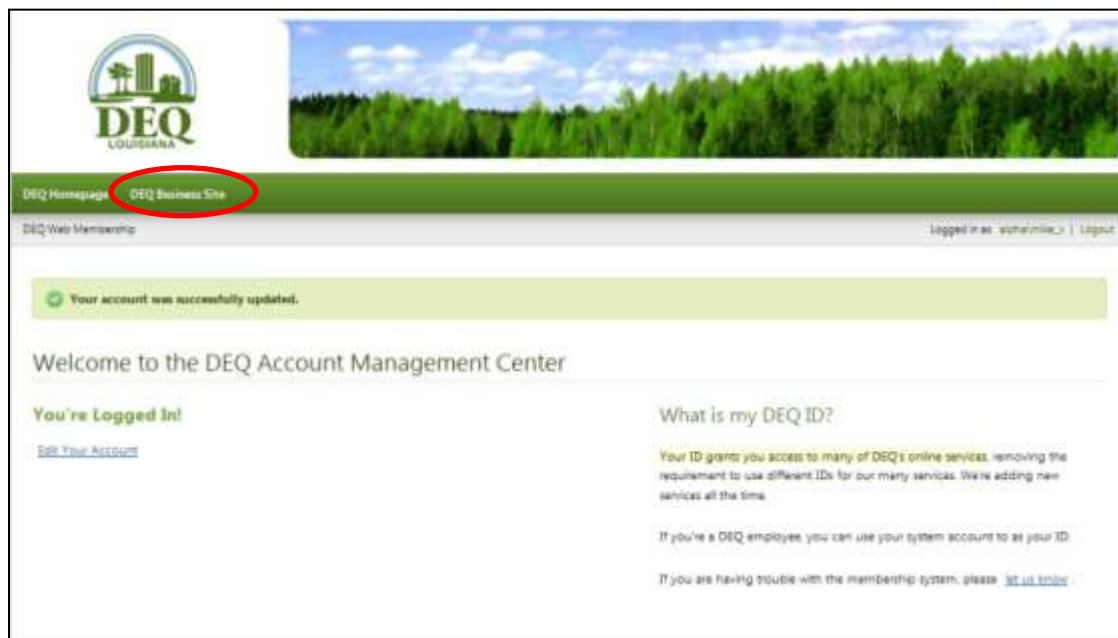 DEQ
LOUISIANA
DEQ Homepage DEQ Business Site
DEQ Web Membership Logged in as | Logout
Your account was successfully updated.
Welcome to the DEQ Account Management Center
You're Logged In!
Edit Your Account
What is my DEQ ID?
Your ID grants you access to many of DEQ's online services, removing the
requirement to use different IDs for our many services. We're adding new
services all the time.
If you're a DEQ employee, you can use your system account to as your ID.
If you are having trouble with the membership system, please let us know.